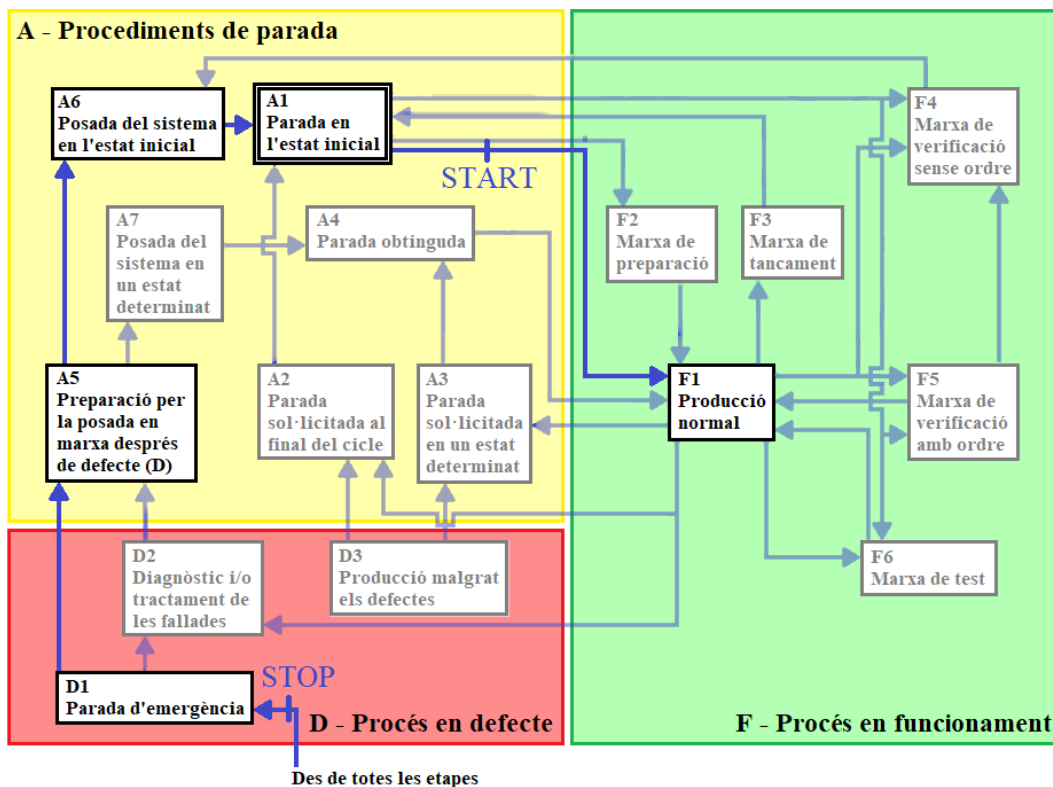 A - Procediments de parada
A6
Posada del sistema
en l'estat inicial
A1
Parada en
l'estat inicial
START
F4
Marxa de
verificació
sense ordre
A7
Posada del
sistema en
un estat
determinat
A4
Parada obtinguda
F2
Marxa de
preparació
F3
Marxa de
tancament
A5
Preparació per
la posada en
marxa després
de defecte (D)
A2
Parada
sol·licitada al
final del cicle
A3
Parada
sol·licitada
en un estat
determinat
F1
Producció
normal
F5
Marxa de
verificació
amb ordre
D2
Diagnòstic i/o
tractament de
les fallades
D3
Producció malgrat
els defectes
F6
Marxa de test
D1
Parada d'emergència
STOP
D - Procés en defecte
F - Procés en funcionament
Des de totes les etapes